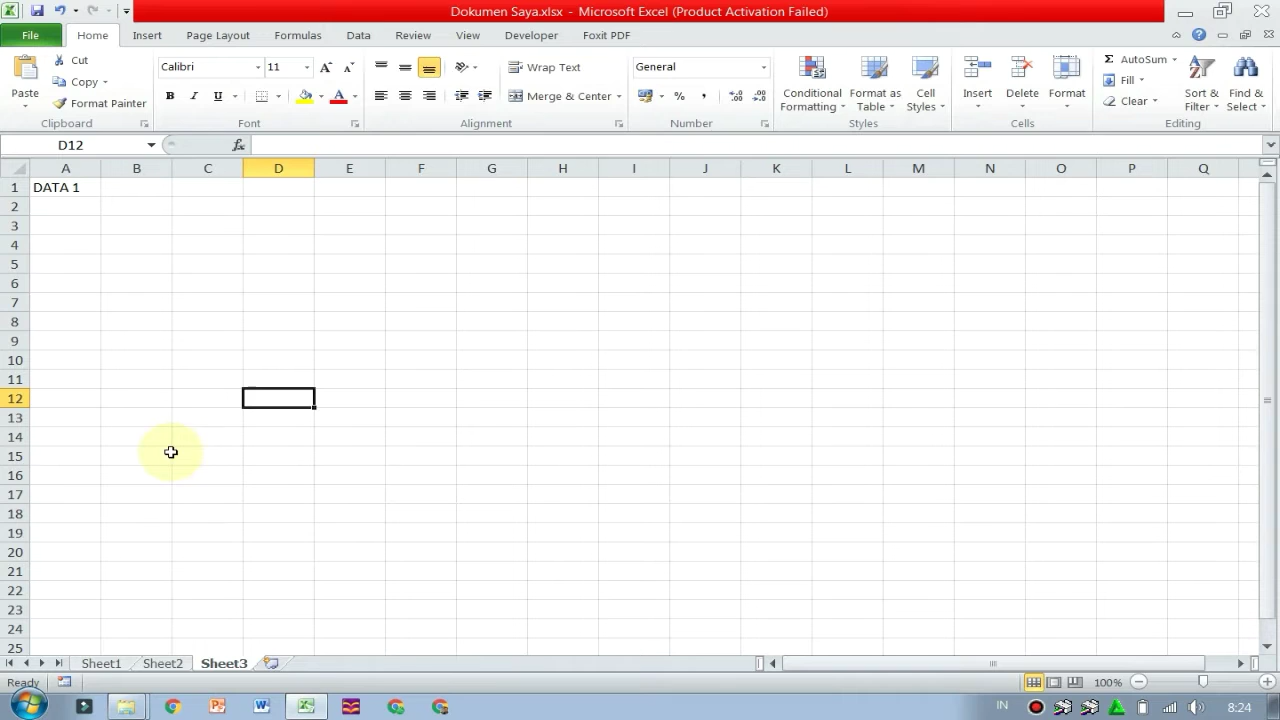 Dokumen Saya.xlsx - Microsoft Excel (Product Activation Failed)
File Home Insert Page Layout Formulas Data Review View Developer Foxit PDF
Paste Cut Copy Format Painter Clipboard
Calibri 11 B I U A Font
Wrap Text Merge & Center Alignment
General % , Number
Conditional Formatting Format as Table Cell Styles Styles
Insert Delete Format Cells
Σ AutoSum Fill Clear Sort & Filter Find & Select Editing
D12 fx
A B C D E F G H I J K L M N O P Q
1 DATA 1
2
3
4
5
6
7
8
9
10
11
12
13
14
15
16
17
18
19
20
21
22
23
24
25
Sheet1 Sheet2 Sheet3
Ready 100%
IN 8:24